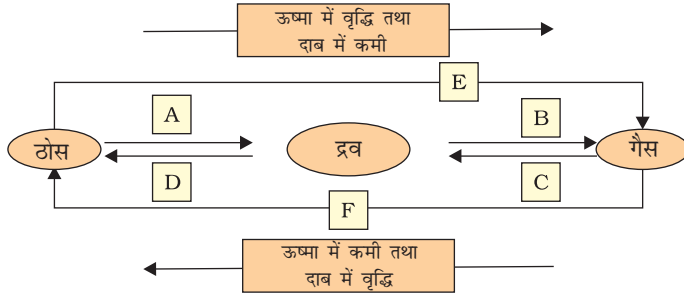 ऊष्मा में वृद्धि तथा
दाब में कमी
E
A
B
ठोस
द्रव
गैस
D
C
F
ऊष्मा में कमी तथा
दाब में वृद्धि